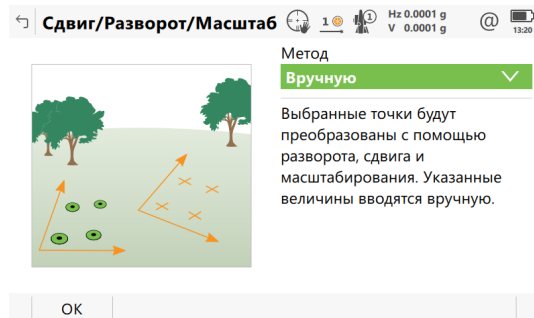 Сдвиг/Разворот/Масштаб
1
1
Hz 0.0001 g
V 0.0001 g
@
13:20
Метод
Вручную
Выбранные точки будут
преобразованы с помощью
разворота, сдвига и
масштабирования. Указанные
величины вводятся вручную.
OK